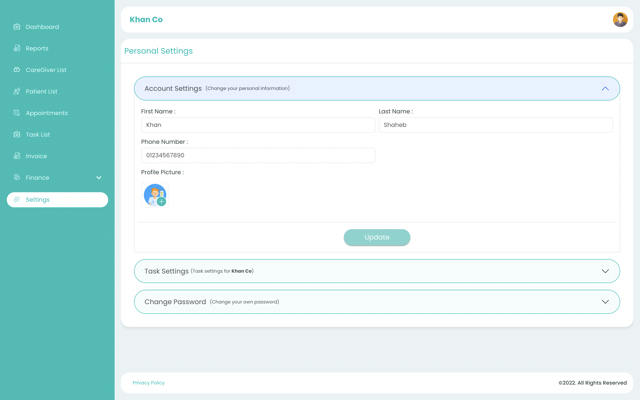 Dashboard
Reports
CareGiver List
Patient List
Appointments
Task List
Invoice
Finance
Settings
Khan Co
Personal Settings
Account Settings (Change your personal information)
First Name :
Last Name :
Khan
Shaheb
Phone Number :
01234567890
Profile Picture :
Update
Task Settings (Task settings for Khan Co)
Change Password (Change your own password)
Privacy Policy
©2022. All Rights Reserved